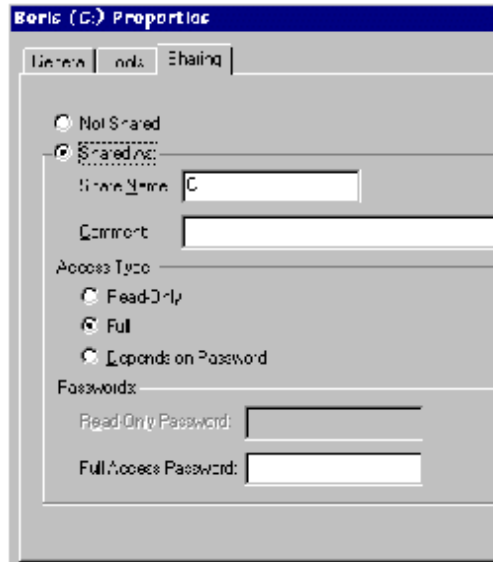 Boris (C:) Properties
General Tools Sharing
Not Shared
Shared As:
Share Name: C
Comment:
Access Type
Read-Only
Full
Depends on Password
Passwords:
Read-Only Password:
Full Access Password: